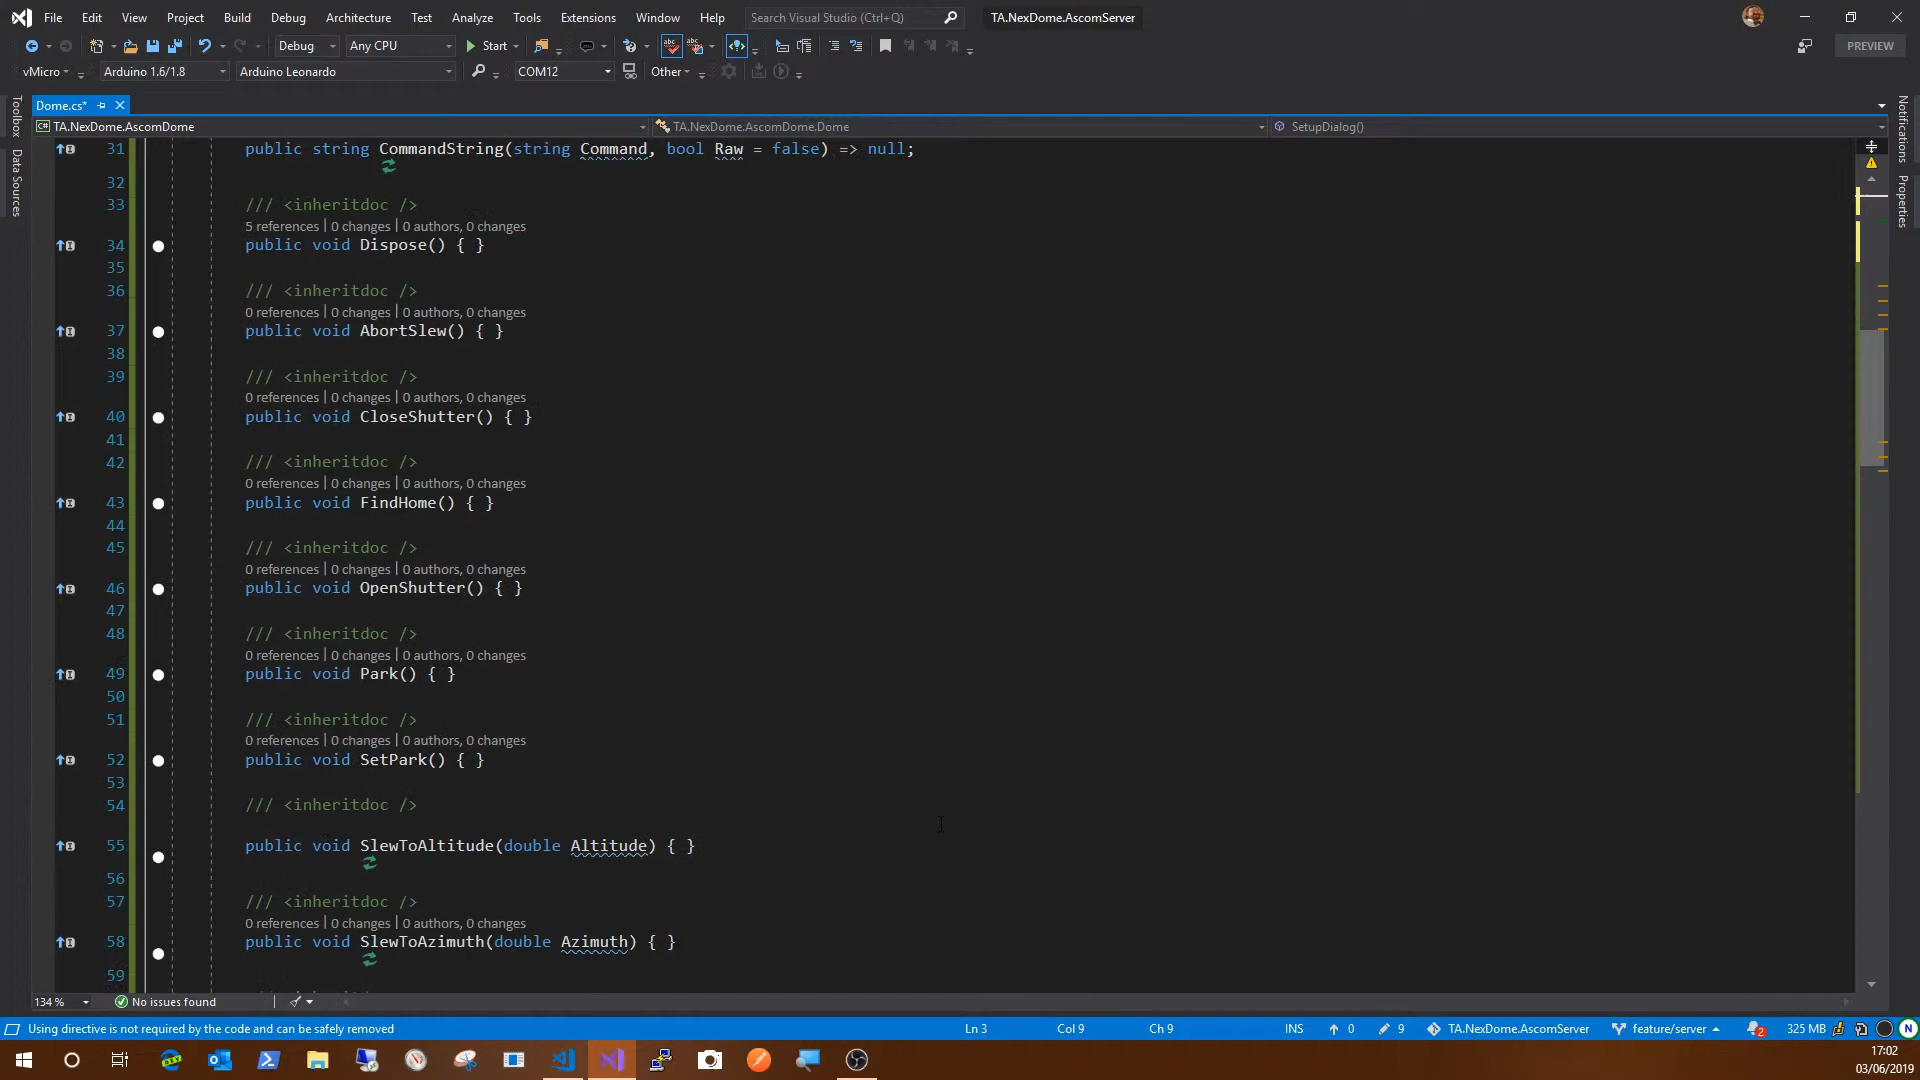 File Edit View Project Build Debug Architecture Test Analyze Tools Extensions Window Help Search Visual Studio (Ctrl+Q) TA.NexDome.AscomServer
Debug Any CPU Start PREVIEW
vMicro Arduino 1.6/1.8 Arduino Leonardo COM12 Other
Toolbox
Data Sources
Notifications
Properties
Dome.cs*
TA.NexDome.AscomDome TA.NexDome.AscomDome.Dome SetupDialog()
31 public string CommandString(string Command, bool Raw = false) => null;
32
33 /// <inheritdoc />
5 references | 0 changes | 0 authors, 0 changes
34 public void Dispose() { }
35
36 /// <inheritdoc />
0 references | 0 changes | 0 authors, 0 changes
37 public void AbortSlew() { }
38
39 /// <inheritdoc />
0 references | 0 changes | 0 authors, 0 changes
40 public void CloseShutter() { }
41
42 /// <inheritdoc />
0 references | 0 changes | 0 authors, 0 changes
43 public void FindHome() { }
44
45 /// <inheritdoc />
0 references | 0 changes | 0 authors, 0 changes
46 public void OpenShutter() { }
47
48 /// <inheritdoc />
0 references | 0 changes | 0 authors, 0 changes
49 public void Park() { }
50
51 /// <inheritdoc />
0 references | 0 changes | 0 authors, 0 changes
52 public void SetPark() { }
53
54 /// <inheritdoc />
55 public void SlewToAltitude(double Altitude) { }
56
57 /// <inheritdoc />
0 references | 0 changes | 0 authors, 0 changes
58 public void SlewToAzimuth(double Azimuth) { }
59
134 % No issues found
Using directive is not required by the code and can be safely removed Ln 3 Col 9 Ch 9 INS 0 9 TA.NexDome.AscomServer feature/server 2 325 MB N
17:02
03/06/2019